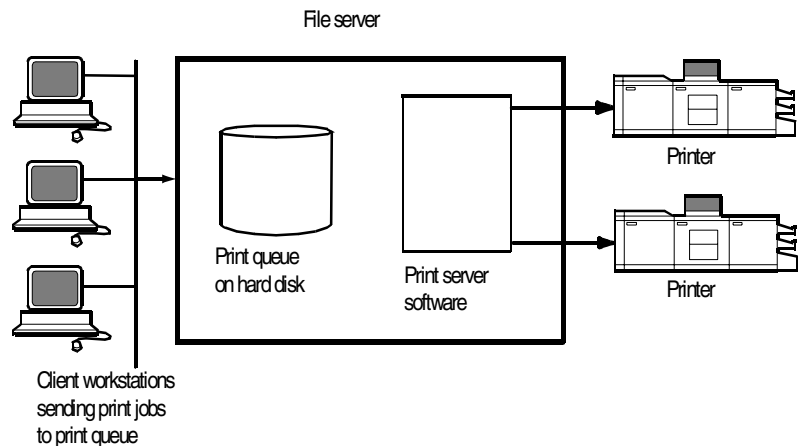 File server
Printer
Print queue
on hard disk
Print server
software
Printer
Client workstations
sending print jobs
to print queue